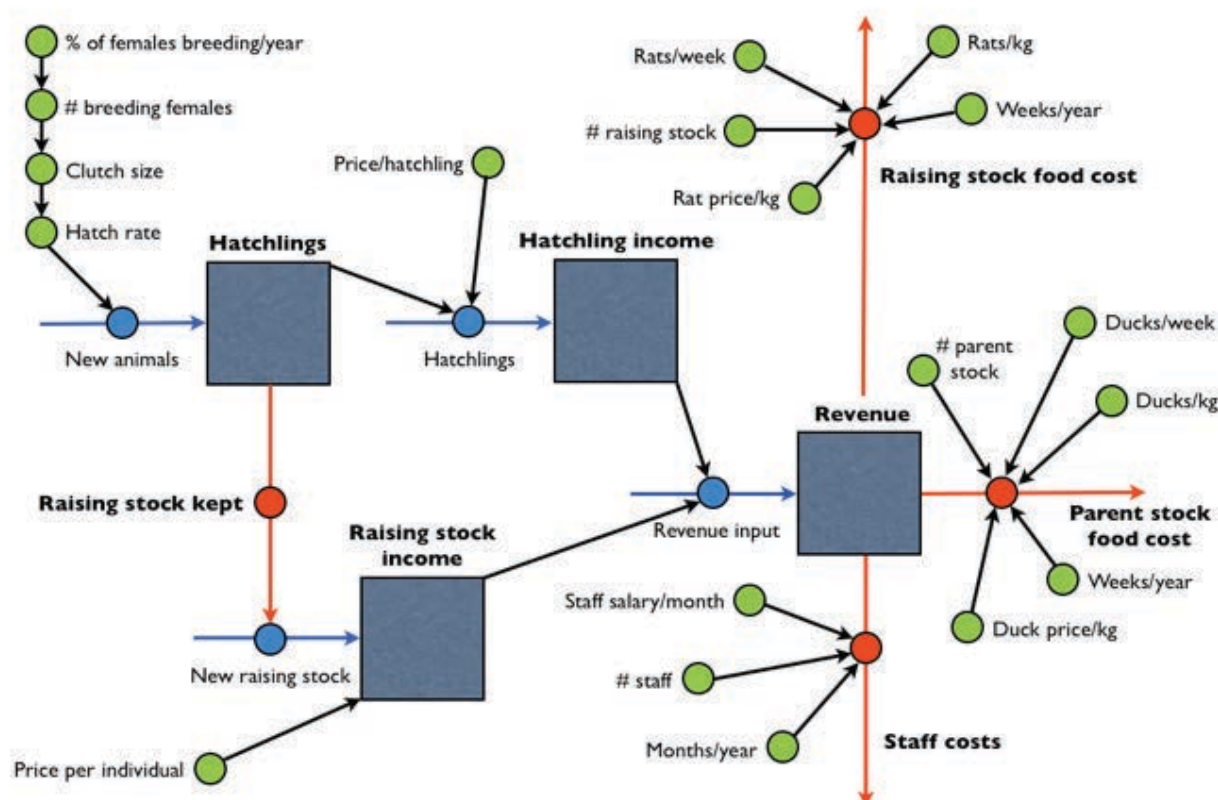 % of females breeding/year
# breeding females
Clutch size
Hatch rate
Hatchlings
New animals
Price/hatchling
Hatchling income
Hatchlings
Raising stock kept
Raising stock
income
New raising stock
Price per individual
Revenue input
Revenue
Rats/week
Rats/kg
# raising stock
Weeks/year
Rat price/kg
Raising stock food cost
# parent
stock
Ducks/week
Ducks/kg
Parent stock
food cost
Weeks/year
Duck price/kg
Staff salary/month
# staff
Months/year
Staff costs